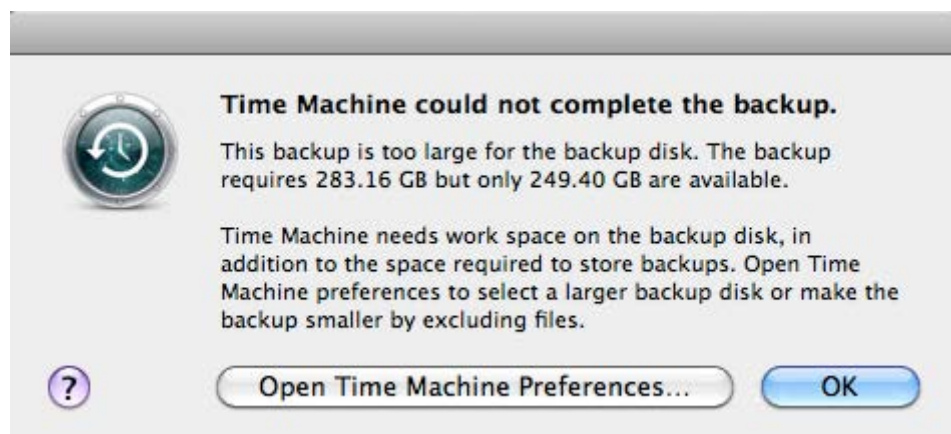 Time Machine could not complete the backup.
This backup is too large for the backup disk. The backup
requires 283.16 GB but only 249.40 GB are available.
Time Machine needs work space on the backup disk, in
addition to the space required to store backups. Open Time
Machine preferences to select a larger backup disk or make the
backup smaller by excluding files.
?
Open Time Machine Preferences...
OK